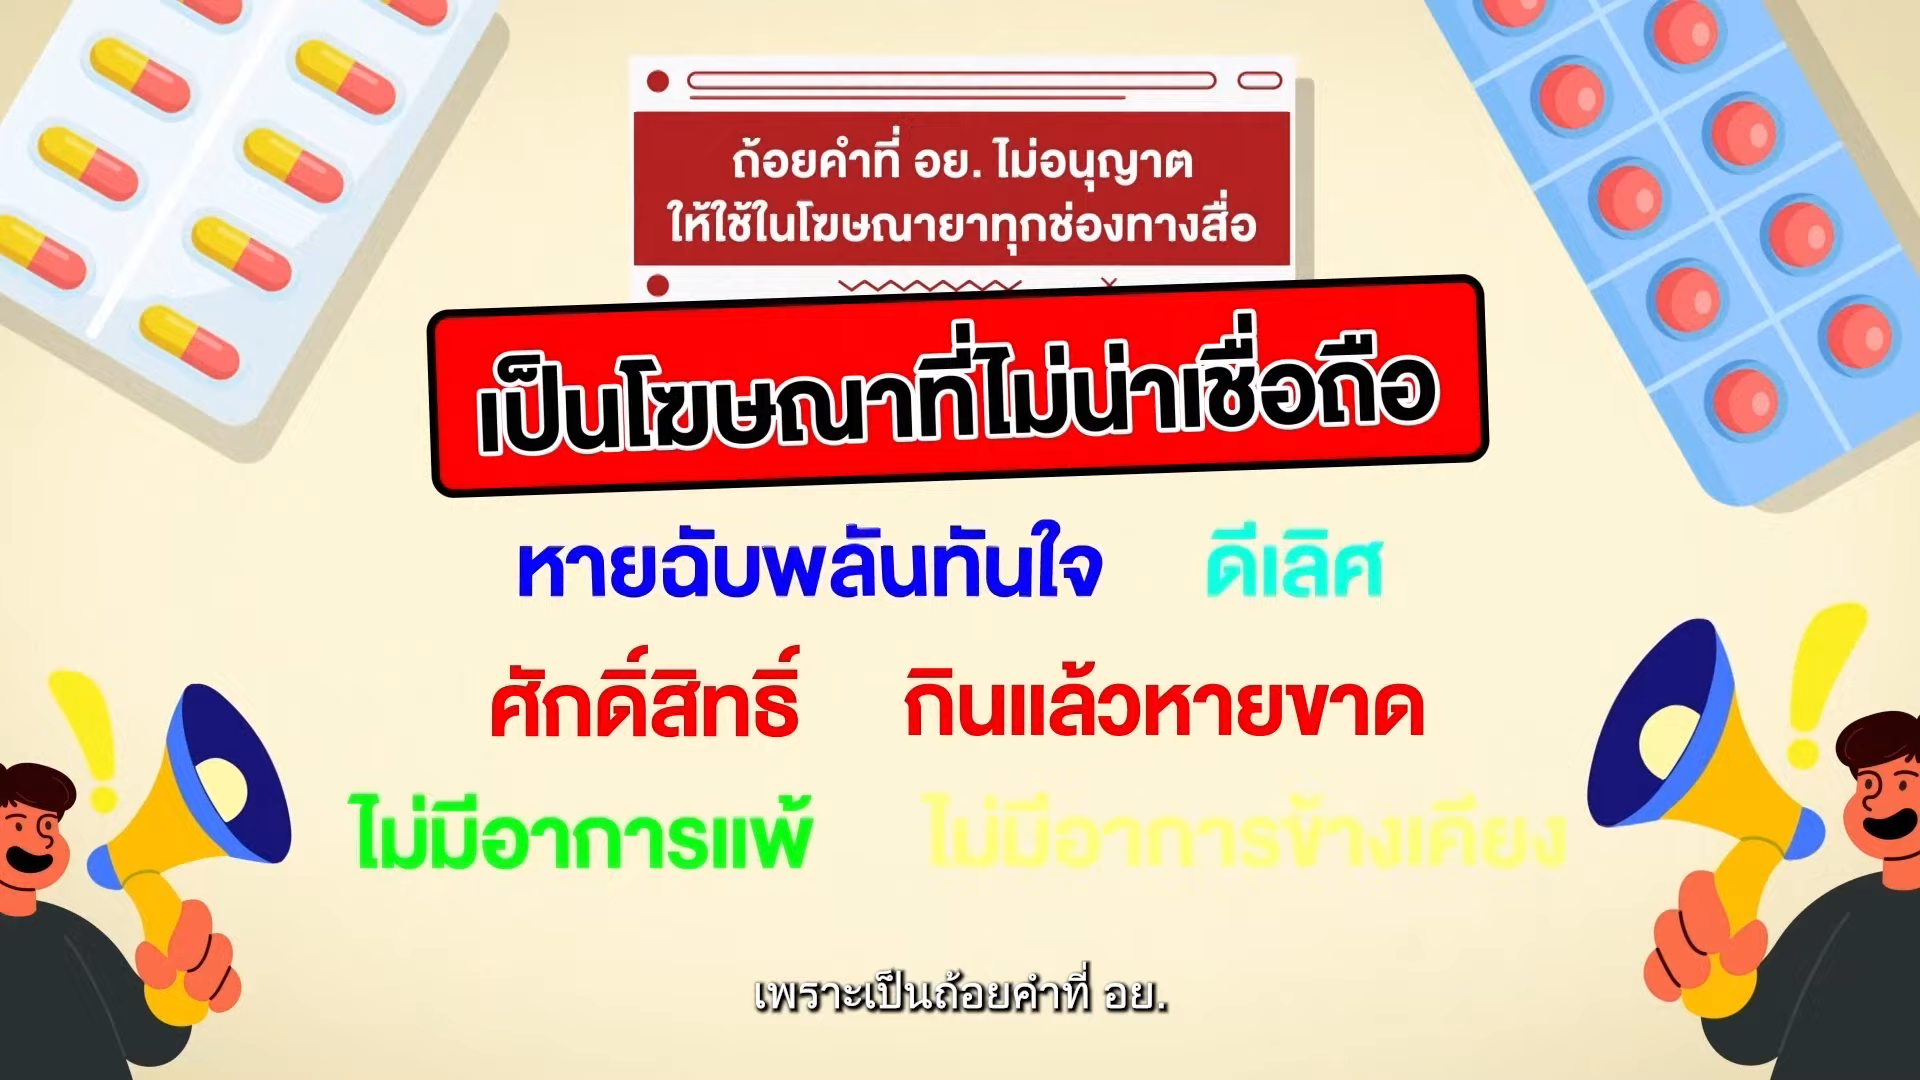 ถ้อยคำที่ อย. ไม่อนุญาต
ให้ใช้ในโฆษณายาทุกช่องทางสื่อ
เป็นโฆษณาที่ไม่น่าเชื่อถือ
หายฉับพลันทันใจ ดีเลิศ
ศักดิ์สิทธิ์ กินแล้วหายขาด
ไม่มีอาการแพ้ ไม่มีอาการข้างเคียง
เพราะเป็นถ้อยคำที่ อย.